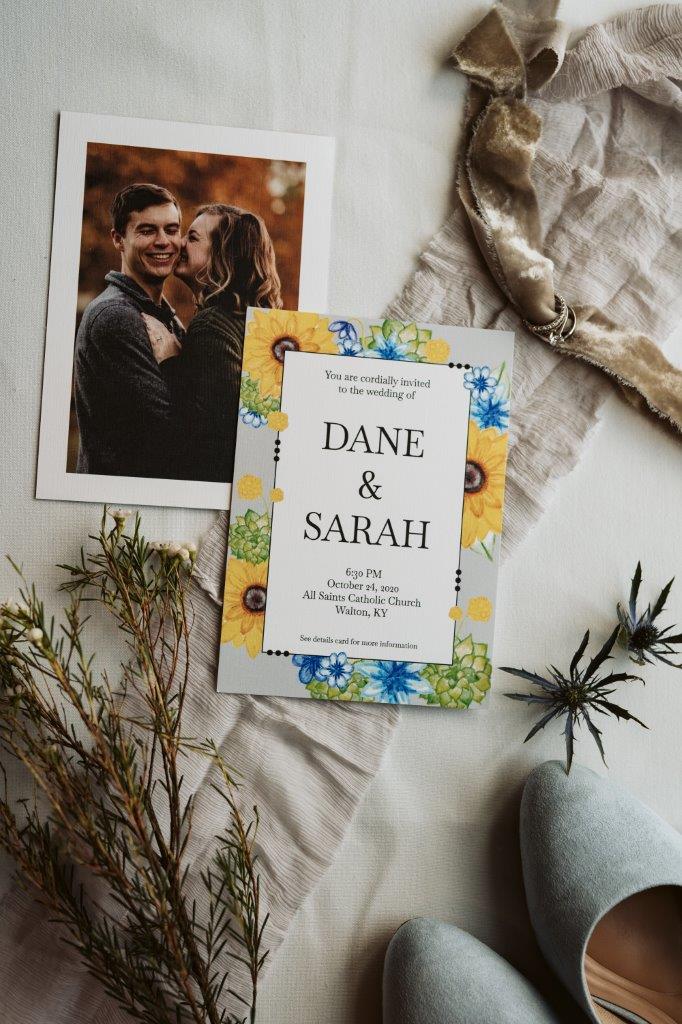 You are cordially invited
to the wedding of
DANE
&
SARAH
6:30 PM
October 24, 2020
All Saints Catholic Church
Walton, KY
See details card for more information